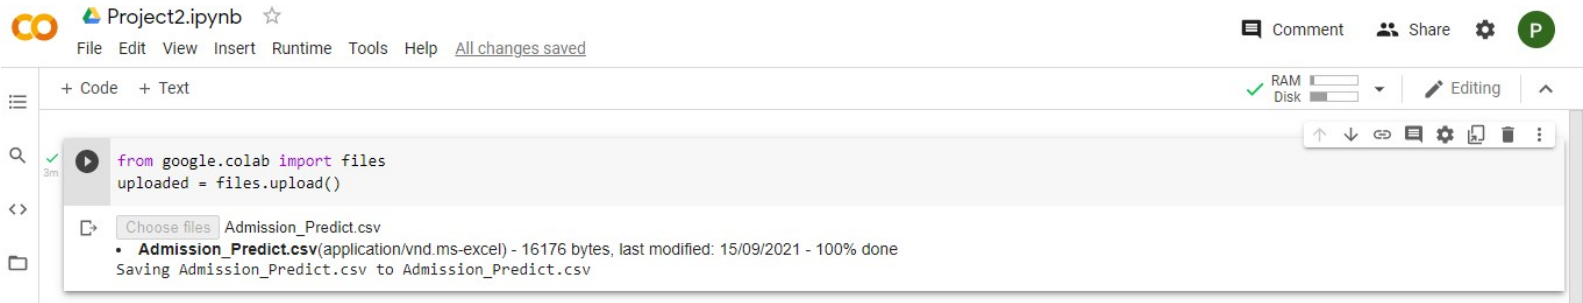 Project2.ipynb
File Edit View Insert Runtime Tools Help All changes saved
Comment Share P
+ Code + Text
RAM
Disk
Editing
3m
from google.colab import files
uploaded = files.upload()
Choose files Admission_Predict.csv
• Admission_Predict.csv(application/vnd.ms-excel) - 16176 bytes, last modified: 15/09/2021 - 100% done
Saving Admission_Predict.csv to Admission_Predict.csv